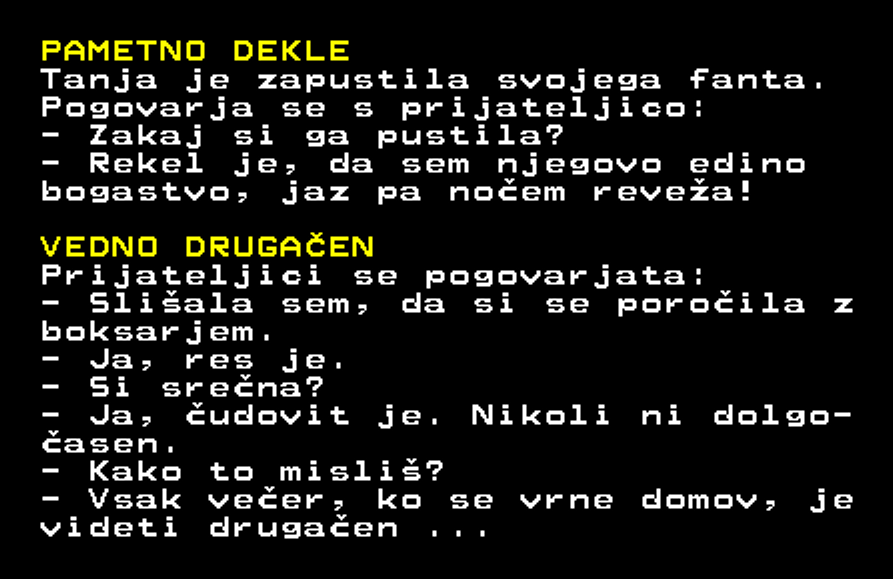 PAMETNO DEKLE
Tanja je zapustila svojega fanta.
Pogovarja se s prijateljico:
- Zakaj si ga pustila?
- Rekel je, da sem njegovo edino
bogastvo, jaz pa nočem reveža!
VEDNO DRUGAČEN
Prijateljici se pogovarjata:
- Slišala sem, da si se poročila z
boksarjem.
- Ja, res je.
- Si srečna?
- Ja, čudovit je. Nikoli ni dolgo-
časen.
- Kako to misliš?
- Vsak večer, ko se vrne domov, je
videti drugačen ...